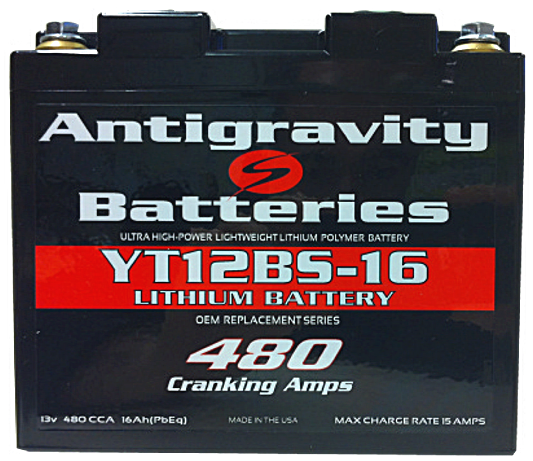 Antigravity
Batteries
ULTRA HIGH-POWER LIGHTWEIGHT LITHIUM POLYMER BATTERY
YT12BS-16
LITHIUM BATTERY
OEM REPLACEMENT SERIES
480
Cranking Amps
13v 480 CCA 16Ah(PbEq) MADE IN THE USA MAX CHARGE RATE 15 AMPS